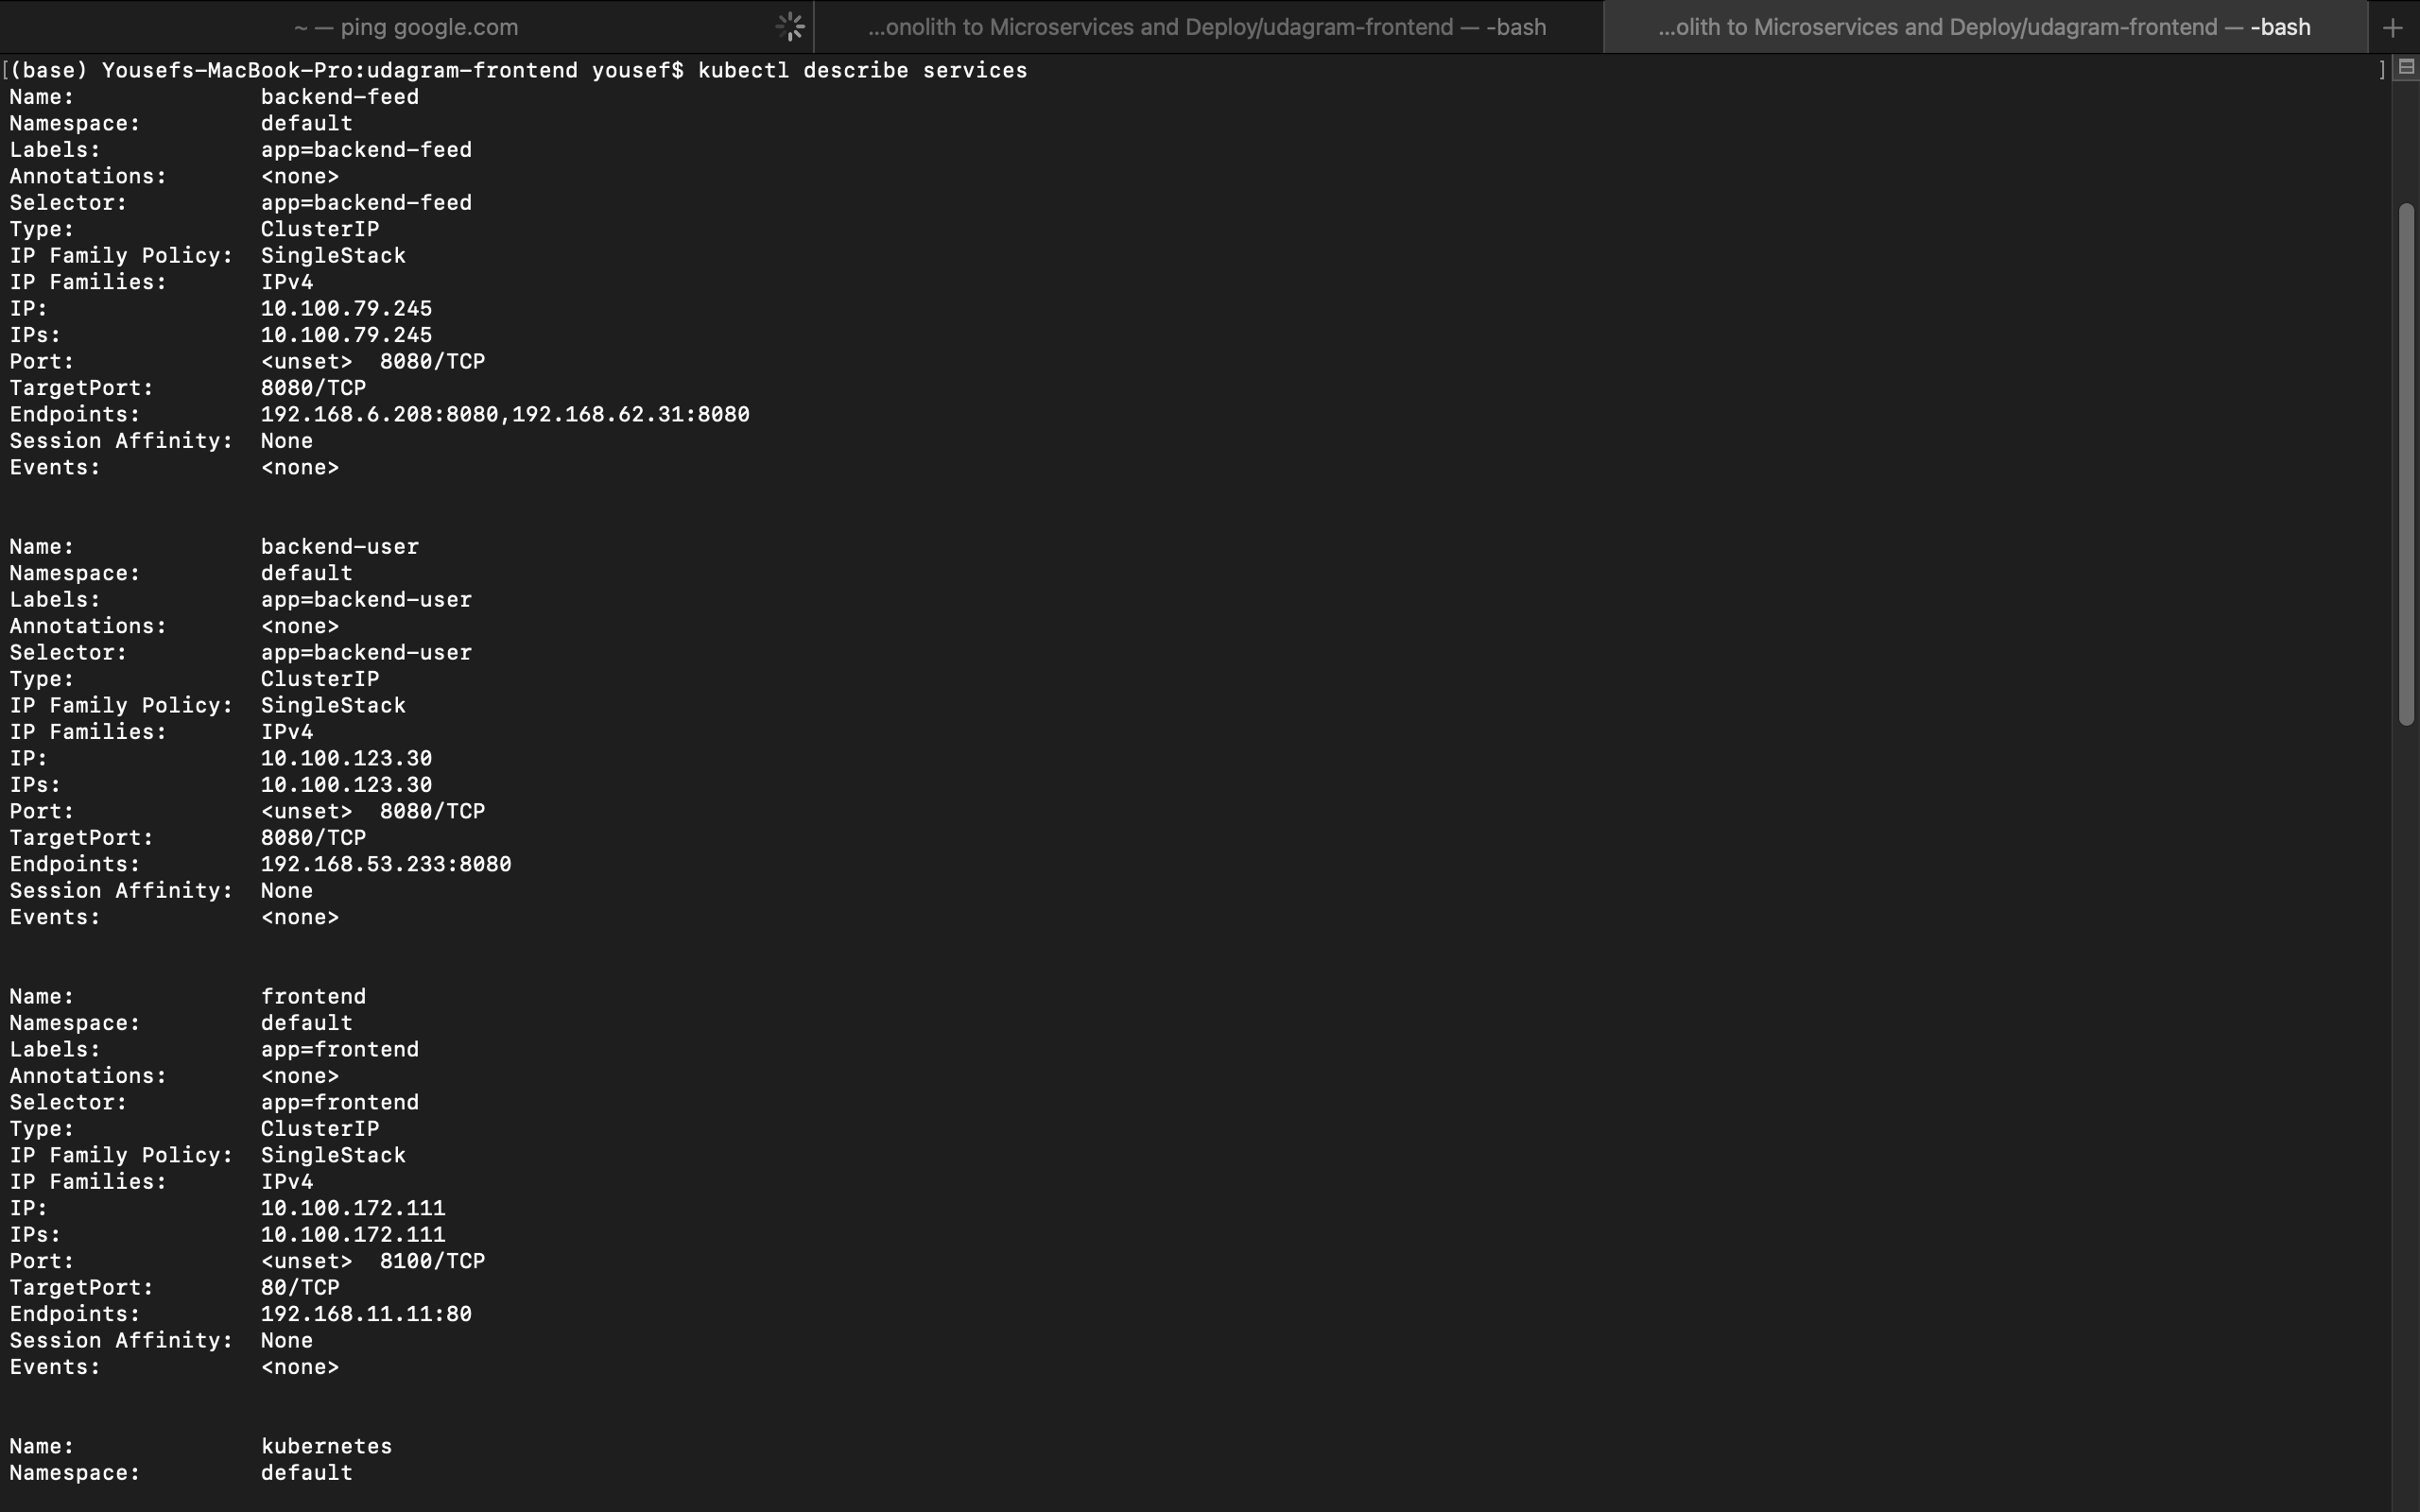 ~ — ping google.com
...onolith to Microservices and Deploy/udagram-frontend — -bash
...olith to Microservices and Deploy/udagram-frontend — -bash
[(base) Yousefs-MacBook-Pro:udagram-frontend yousef$ kubectl describe services ]
Name: backend-feed
Namespace: default
Labels: app=backend-feed
Annotations: <none>
Selector: app=backend-feed
Type: ClusterIP
IP Family Policy: SingleStack
IP Families: IPv4
IP: 10.100.79.245
IPs: 10.100.79.245
Port: <unset> 8080/TCP
TargetPort: 8080/TCP
Endpoints: 192.168.6.208:8080,192.168.62.31:8080
Session Affinity: None
Events: <none>
Name: backend-user
Namespace: default
Labels: app=backend-user
Annotations: <none>
Selector: app=backend-user
Type: ClusterIP
IP Family Policy: SingleStack
IP Families: IPv4
IP: 10.100.123.30
IPs: 10.100.123.30
Port: <unset> 8080/TCP
TargetPort: 8080/TCP
Endpoints: 192.168.53.233:8080
Session Affinity: None
Events: <none>
Name: frontend
Namespace: default
Labels: app=frontend
Annotations: <none>
Selector: app=frontend
Type: ClusterIP
IP Family Policy: SingleStack
IP Families: IPv4
IP: 10.100.172.111
IPs: 10.100.172.111
Port: <unset> 8100/TCP
TargetPort: 80/TCP
Endpoints: 192.168.11.11:80
Session Affinity: None
Events: <none>
Name: kubernetes
Namespace: default